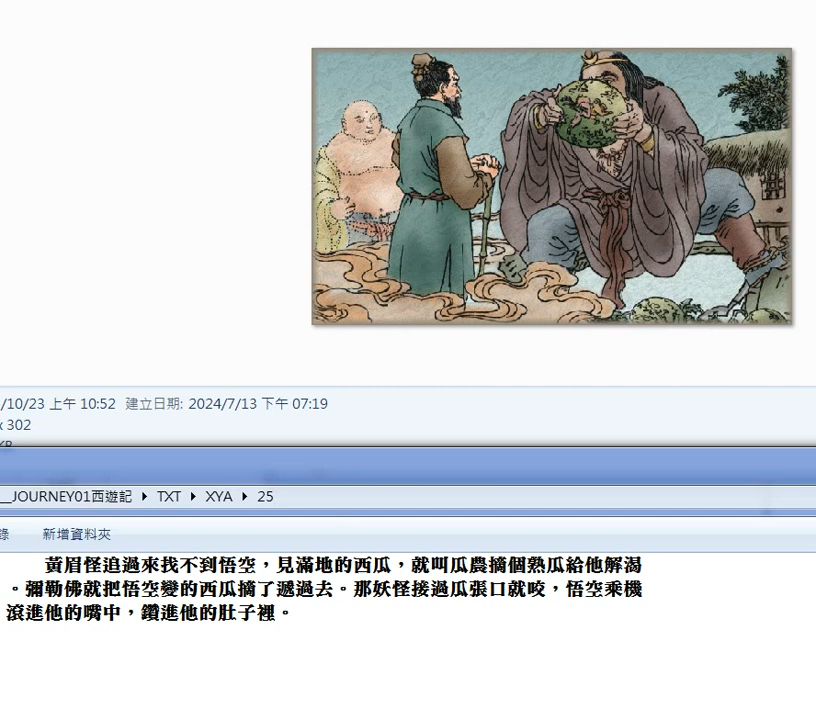 /10/23 上午 10:52 建立日期: 2024/7/13 下午 07:19
x 302
KB
__JOURNEY01西遊記 ▶ TXT ▶ XYA ▶ 25
錄 新增資料夾
黃眉怪追過來找不到悟空，見滿地的西瓜，就叫瓜農摘個熟瓜給他解渴
。彌勒佛就把悟空變的西瓜摘了遞過去。那妖怪接過瓜張口就咬，悟空乘機
滾進他的嘴中，鑽進他的肚子裡。